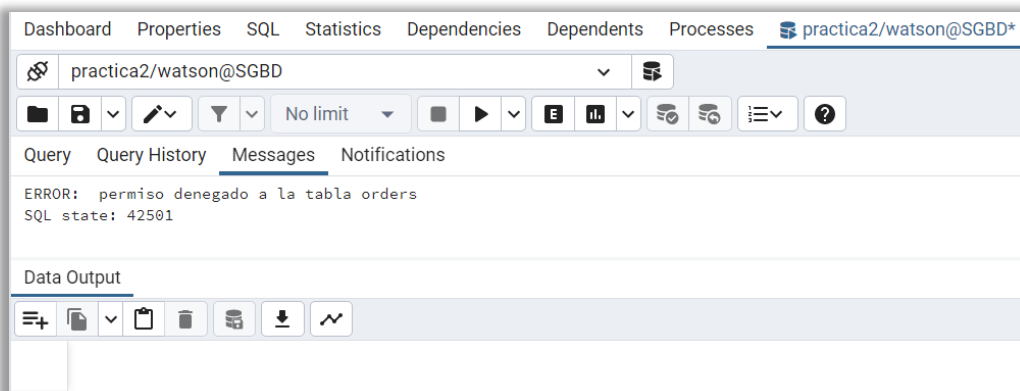 Dashboard Properties SQL Statistics Dependencies Dependents Processes practica2/watson@SGBD*
practica2/watson@SGBD
No limit E
Query Query History Messages Notifications
ERROR:  permiso denegado a la tabla orders
SQL state: 42501
Data Output